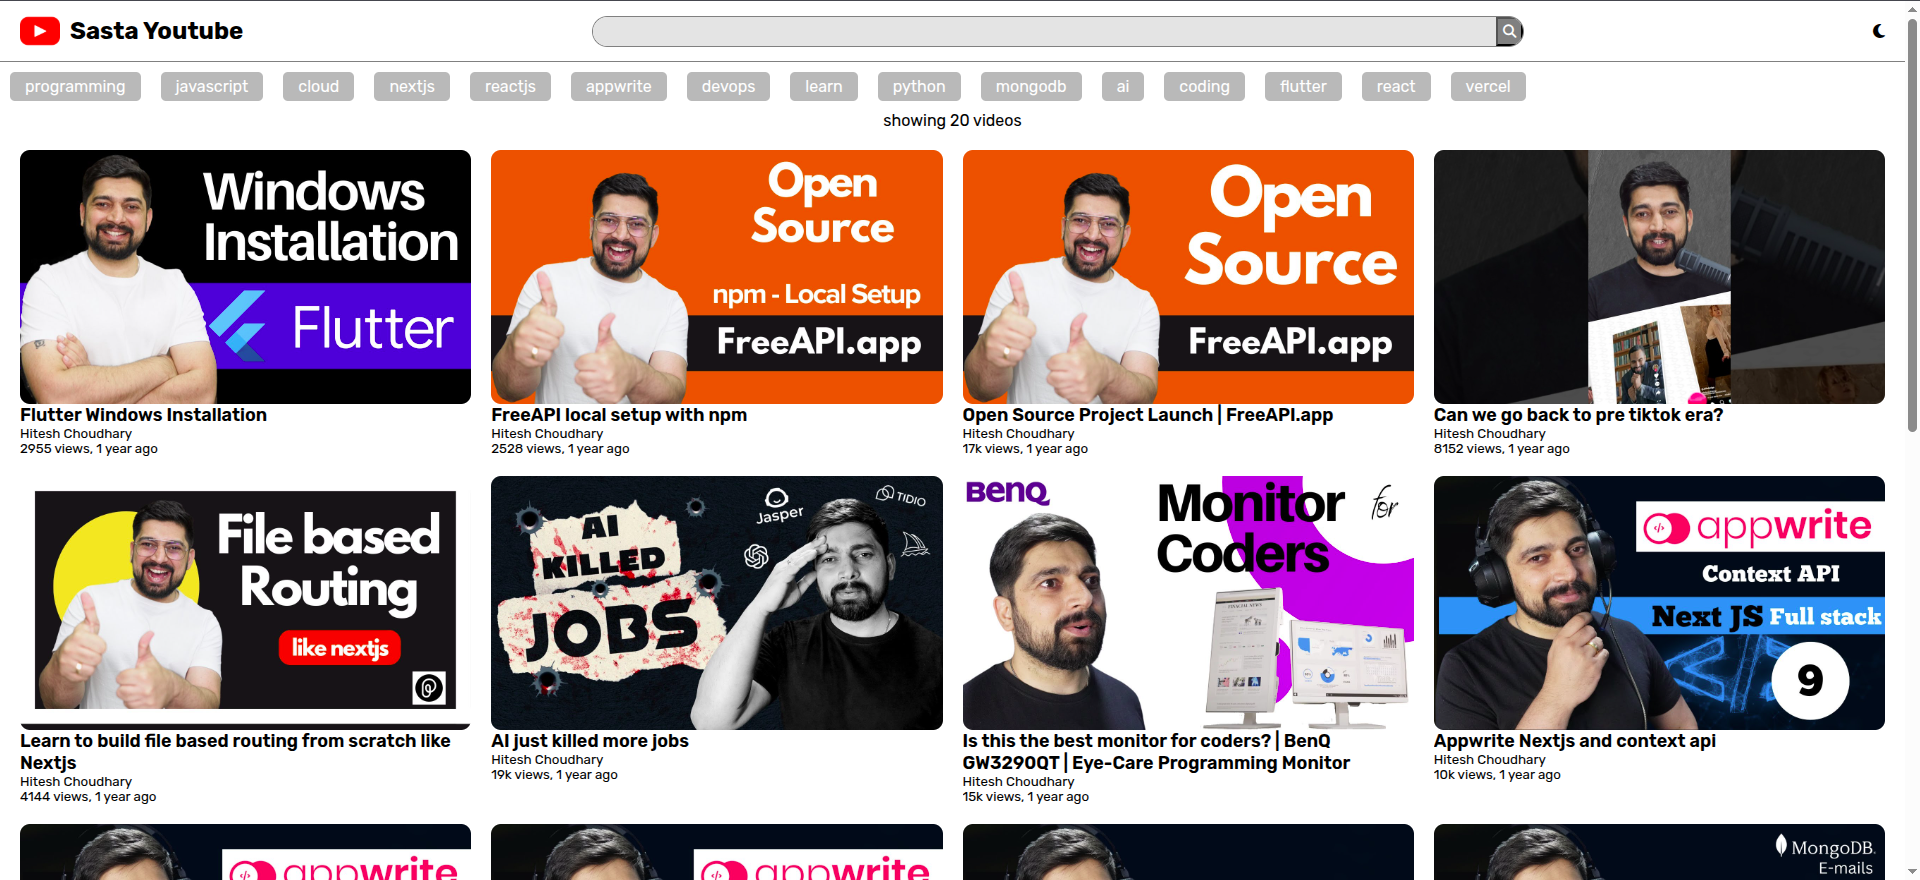 Sasta Youtube
programming
javascript
cloud
nextjs
reactjs
appwrite
devops
learn
python
mongodb
ai
coding
flutter
react
vercel
showing 20 videos
Windows
Installation
Flutter
Flutter Windows Installation
Hitesh Choudhary
2955 views, 1 year ago
Open
Source
npm - Local Setup
FreeAPI.app
FreeAPI local setup with npm
Hitesh Choudhary
2528 views, 1 year ago
Open
Source
FreeAPI.app
Open Source Project Launch | FreeAPI.app
Hitesh Choudhary
17k views, 1 year ago
Can we go back to pre tiktok era?
Hitesh Choudhary
8152 views, 1 year ago
File based
Routing
like nextjs
Learn to build file based routing from scratch like
Nextjs
Hitesh Choudhary
4144 views, 1 year ago
AI
KILLED
JOBS
Jasper
TIDIO
AI just killed more jobs
Hitesh Choudhary
19k views, 1 year ago
BenQ
Monitor for
Coders
FINANCIAL NEWS
Is this the best monitor for coders? | BenQ
GW3290QT | Eye-Care Programming Monitor
Hitesh Choudhary
15k views, 1 year ago
appwrite
Context API
Next JS Full stack
9
Appwrite Nextjs and context api
Hitesh Choudhary
10k views, 1 year ago
appwrite
appwrite
MongoDB.
E-mails